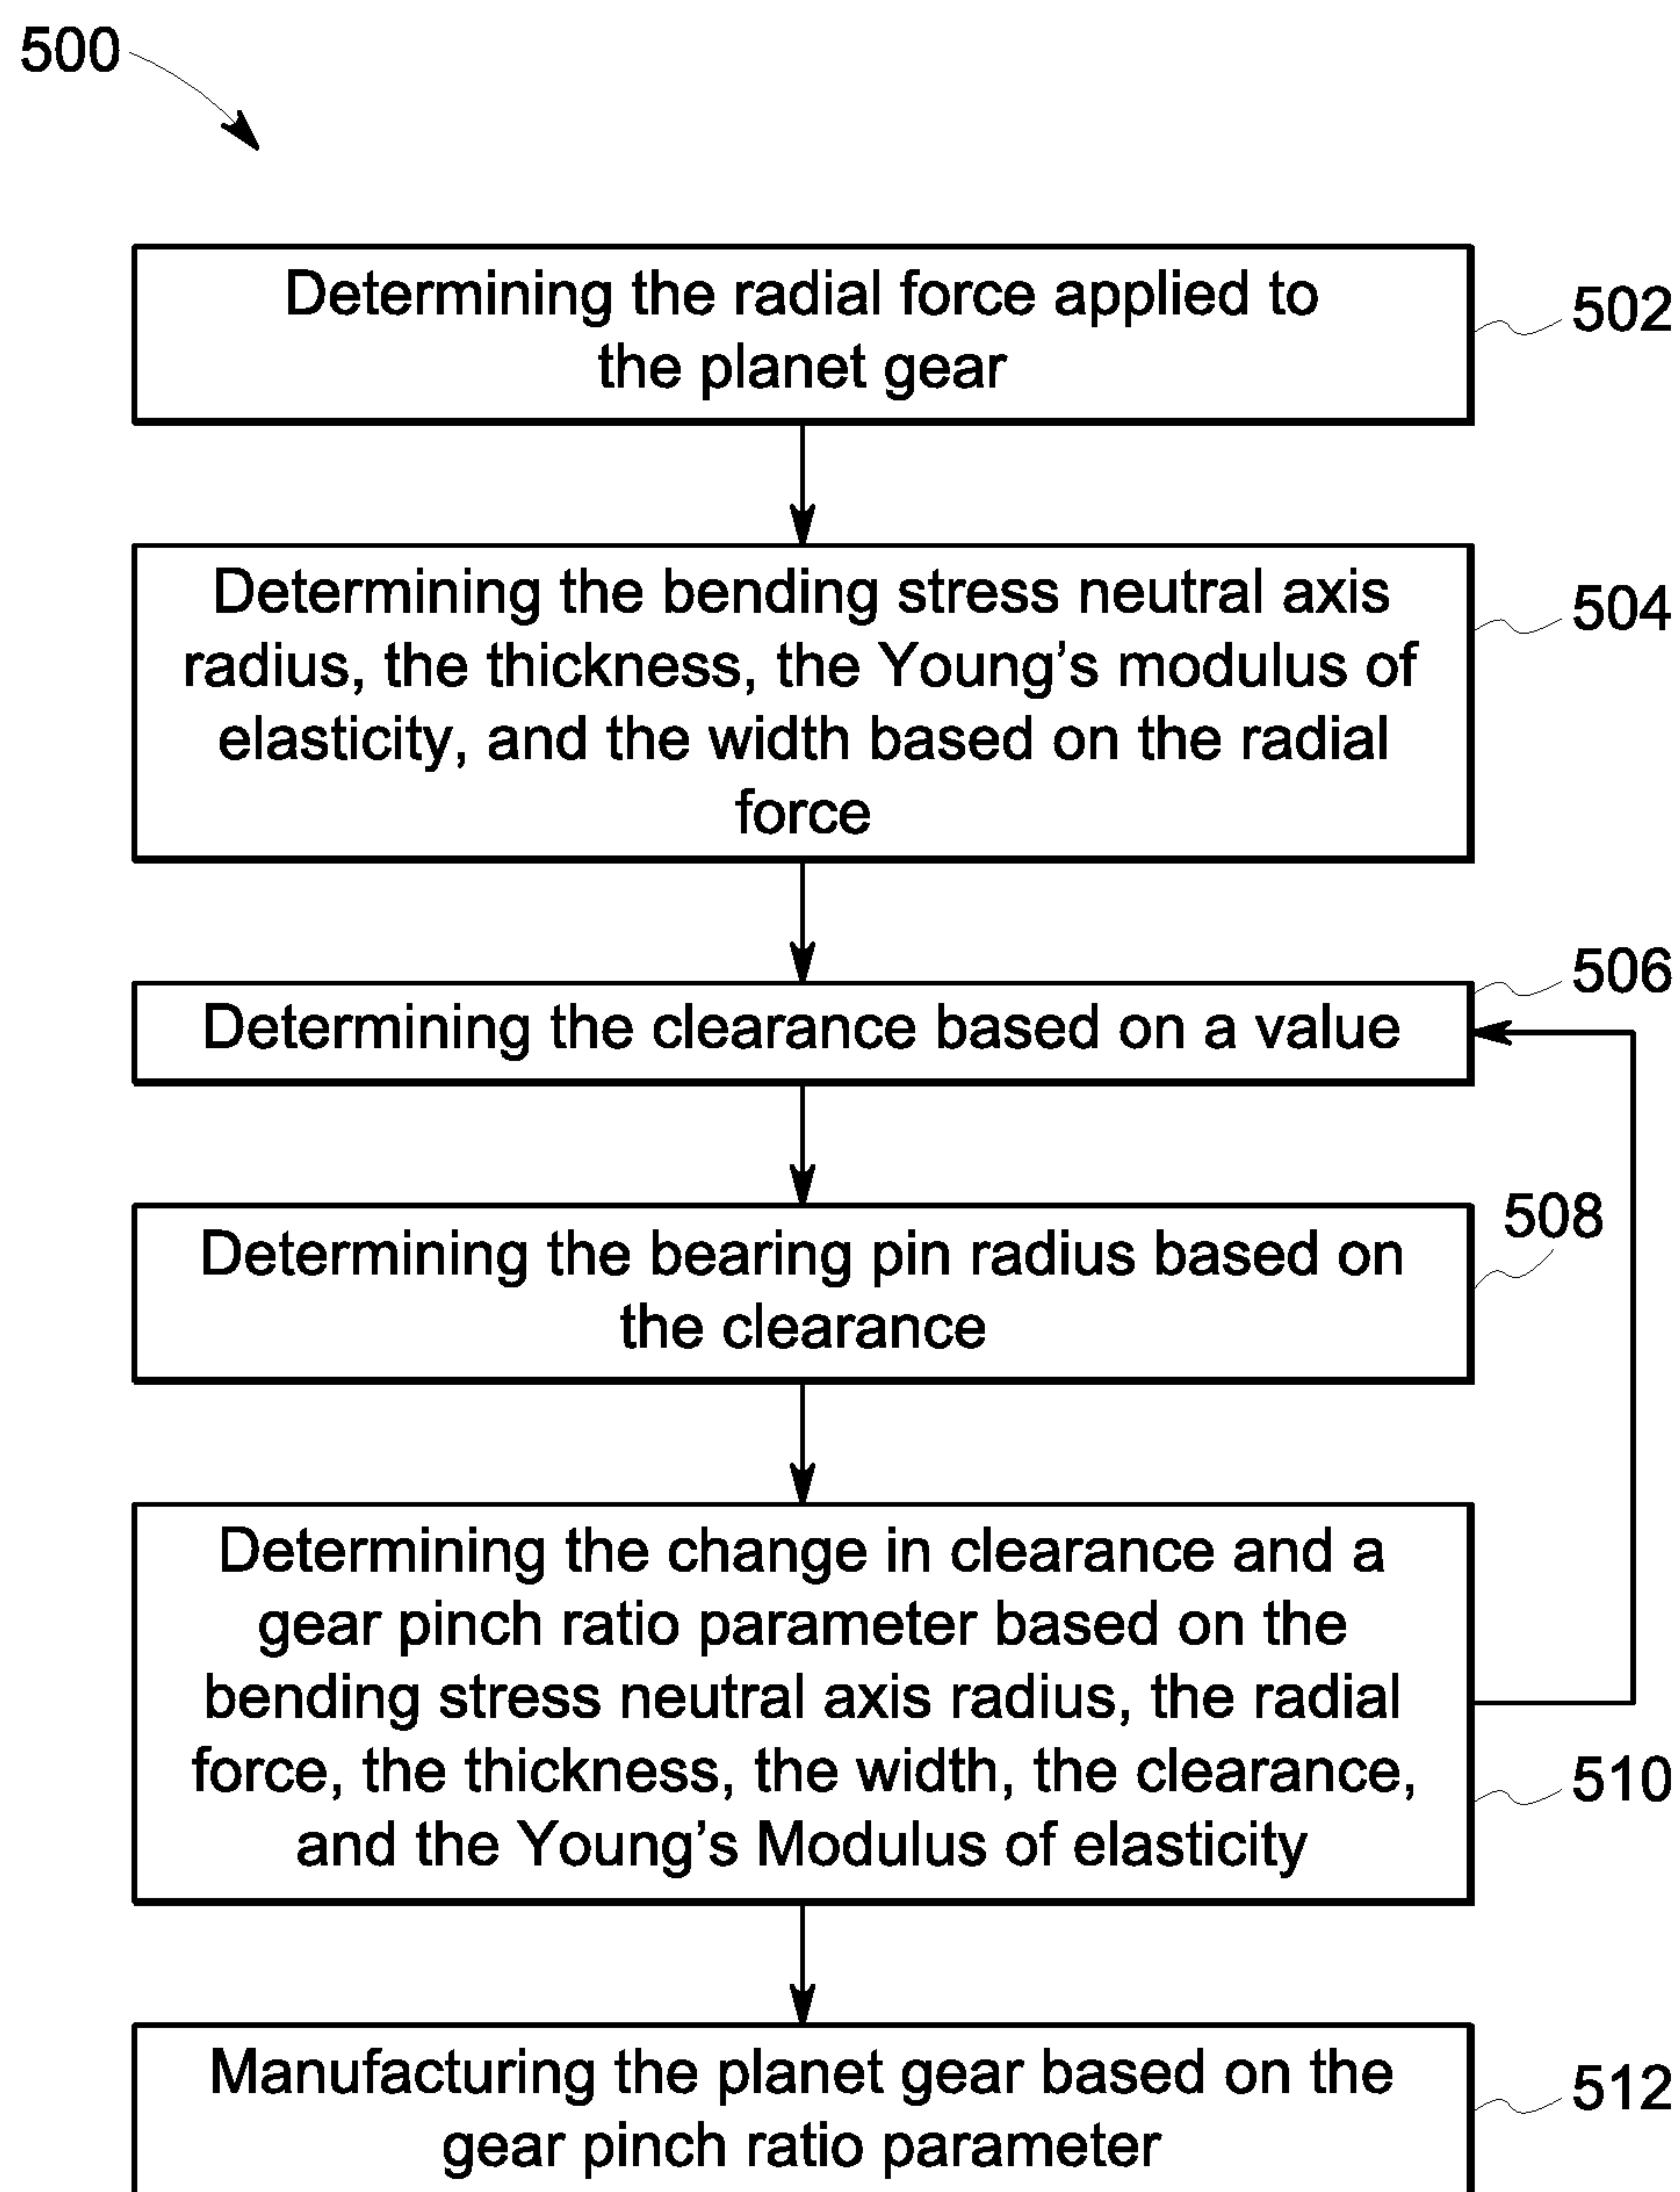 500
Determining the radial force applied to
the planet gear
502
Determining the bending stress neutral axis
radius, the thickness, the Young’s modulus of
elasticity, and the width based on the radial
force
504
Determining the clearance based on a value
506
Determining the bearing pin radius based on
the clearance
508
Determining the change in clearance and a
gear pinch ratio parameter based on the
bending stress neutral axis radius, the radial
force, the thickness, the width, the clearance,
and the Young’s Modulus of elasticity
510
Manufacturing the planet gear based on the
gear pinch ratio parameter
512